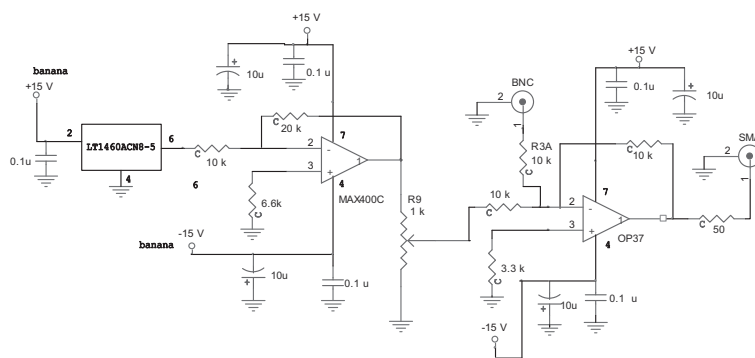 +15 V
+15 V
BNC
banana
+15 V
10u
0.1 u
2
0.1u
10u
1
SMA
2
LT1460ACN8-5
6
20 k
7
R3A
10 k
10 k
2
1
0.1u
4
10 k
2
-
1
3
+
6
4
MAX400C
R9
1 k
10 k
2
-
7
1
3
+
4
OP37
50
6.6k
banana
-15 V
10u
0.1 u
3.3 k
-15 V
10u
0.1 u
C
C
C
C
C
C
C
C
C